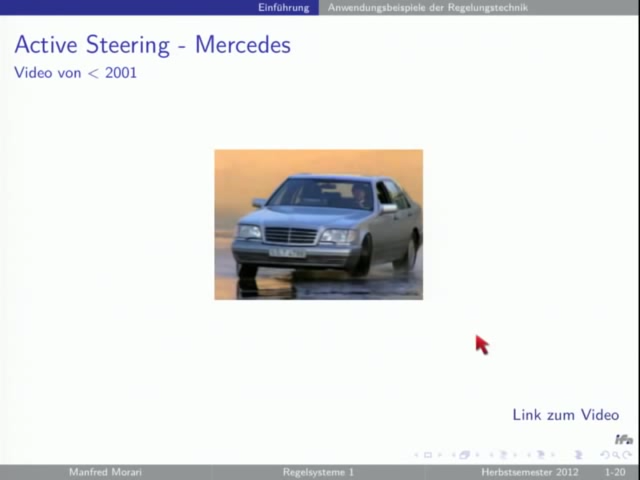 Einführung Anwendungsbeispiele der Regelungstechnik
Active Steering - Mercedes
Video von < 2001
Link zum Video
Manfred Morari Regelsysteme 1 Herbstsemester 2012 1-20